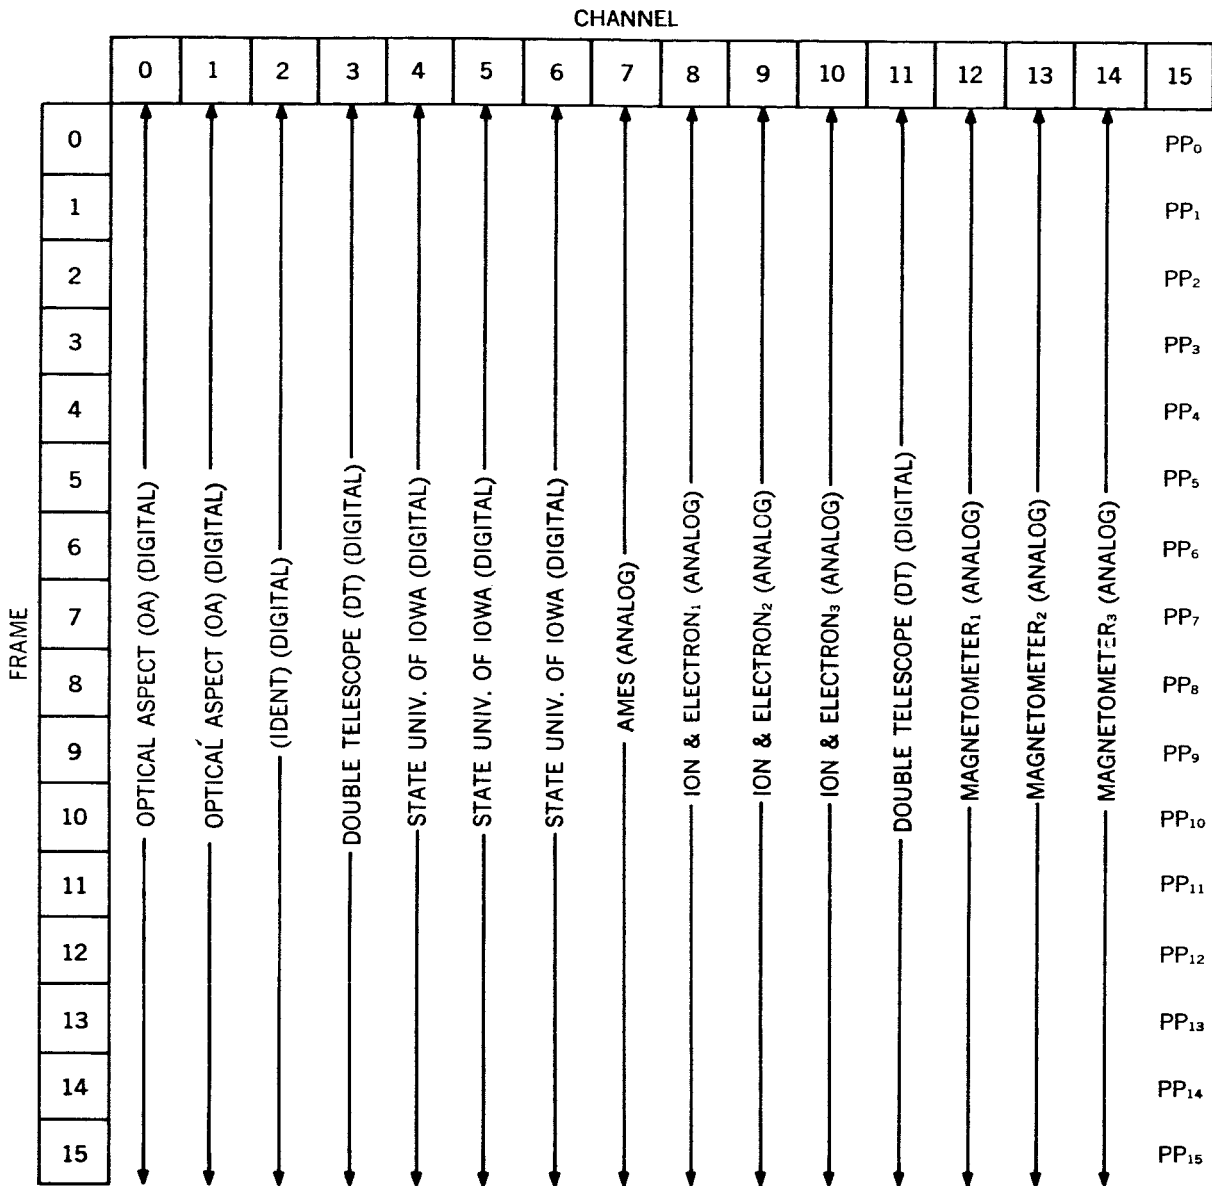 CHANNEL
0 1 2 3 4 5 6 7 8 9 10 11 12 13 14 15
FRAME
0 PP₀
1 PP₁
2 PP₂
3 PP₃
4 PP₄
5 PP₅
6 PP₆
7 PP₇
8 PP₈
9 PP₉
10 PP₁₀
11 PP₁₁
12 PP₁₂
13 PP₁₃
14 PP₁₄
15 PP₁₅
OPTICAL ASPECT (OA) (DIGITAL)
OPTICAL ASPECT (OA) (DIGITAL)
(IDENT) (DIGITAL)
DOUBLE TELESCOPE (DT) (DIGITAL)
STATE UNIV. OF IOWA (DIGITAL)
STATE UNIV. OF IOWA (DIGITAL)
STATE UNIV. OF IOWA (DIGITAL)
AMES (ANALOG)
ION & ELECTRON₁ (ANALOG)
ION & ELECTRON₂ (ANALOG)
ION & ELECTRON₃ (ANALOG)
DOUBLE TELESCOPE (DT) (DIGITAL)
MAGNETOMETER₁ (ANALOG)
MAGNETOMETER₂ (ANALOG)
MAGNETOMETER₃ (ANALOG)